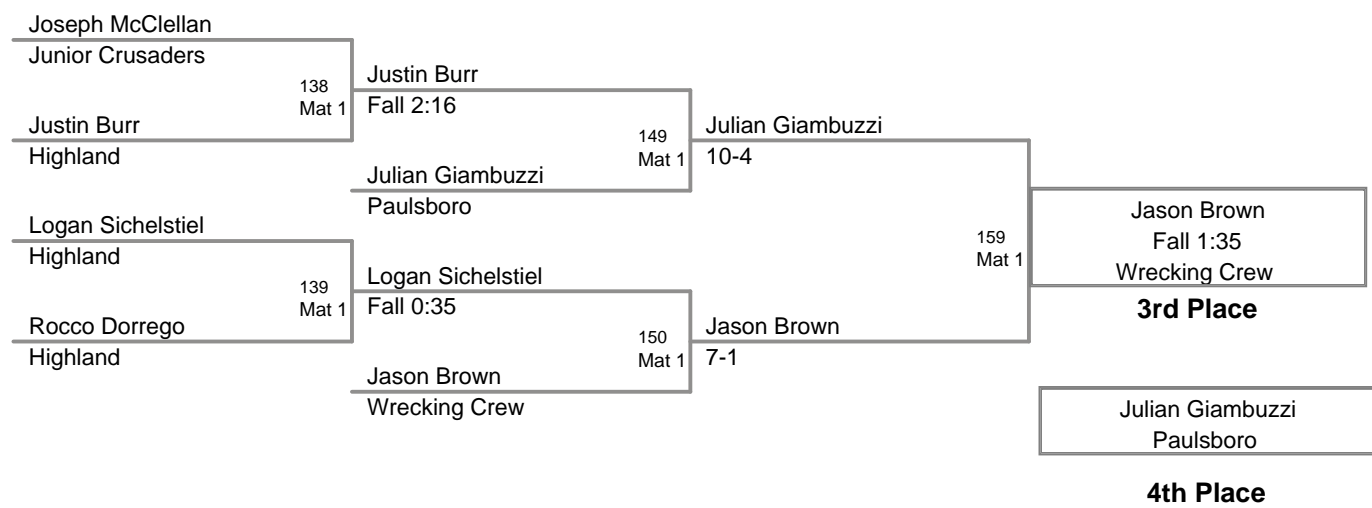 Joseph McClellan
Junior Crusaders
138
Mat 1
Justin Burr
Fall 2:16
Justin Burr
Highland
149
Mat 1
Julian Giambuzzi
10-4
Julian Giambuzzi
Paulsboro
Logan Sichelstiel
Highland
139
Mat 1
Logan Sichelstiel
Fall 0:35
Rocco Dorrego
Highland
150
Mat 1
Jason Brown
7-1
Jason Brown
Wrecking Crew
159
Mat 1
Jason Brown
Fall 1:35
Wrecking Crew
3rd Place
Julian Giambuzzi
Paulsboro
4th Place